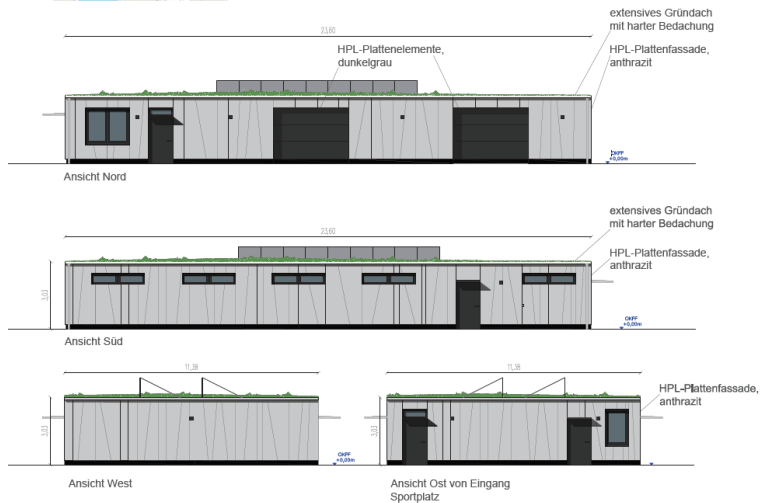 extensives Gründach
mit harter Bedachung
23,60
HPL-Plattenelemente,
dunkelgrau
HPL-Plattenfassade,
anthrazit
OKFF
+0,00m
Ansicht Nord
extensives Gründach
mit harter Bedachung
23,60
HPL-Plattenfassade,
anthrazit
3,03
OKFF
+0,00m
Ansicht Süd
11,38
11,38
HPL-Plattenfassade,
anthrazit
3,03
3,03
OKFF
+0,00m
Ansicht West
Ansicht Ost von Eingang
Sportplatz